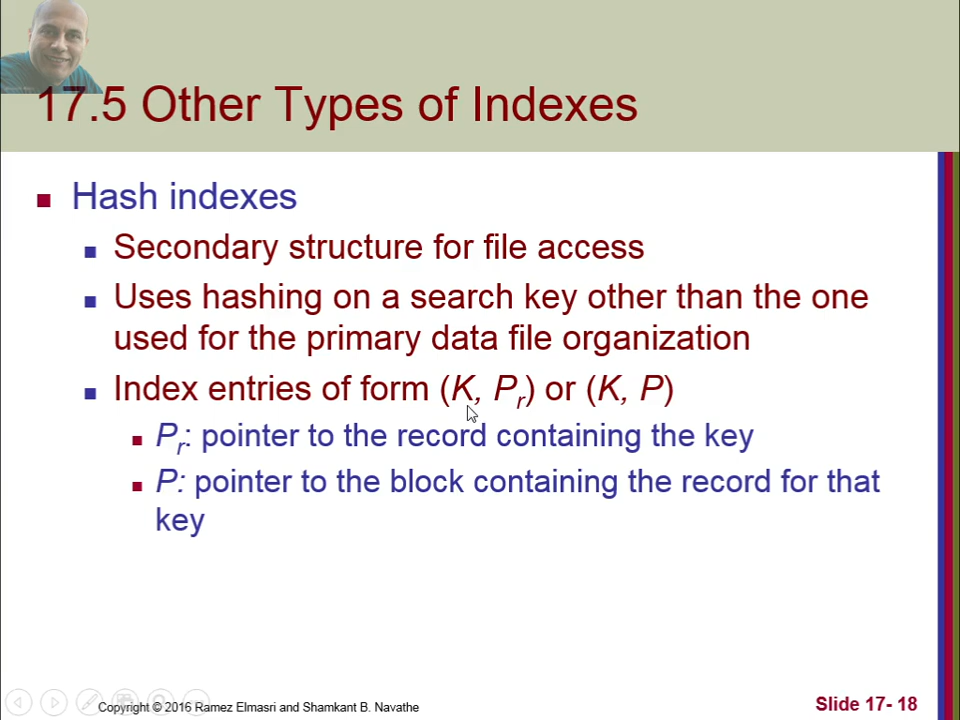 17.5 Other Types of Indexes
Hash indexes
Secondary structure for file access
Uses hashing on a search key other than the one
used for the primary data file organization
Index entries of form (K, Pr) or (K, P)
Pr: pointer to the record containing the key
P: pointer to the block containing the record for that
key
Copyright © 2016 Ramez Elmasri and Shamkant B. Navathe
Slide 17- 18